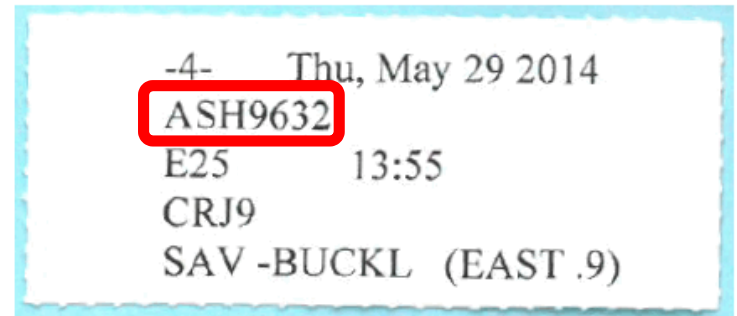 -4- Thu, May 29 2014
ASH9632
E25 13:55
CRJ9
SAV -BUCKL (EAST .9)